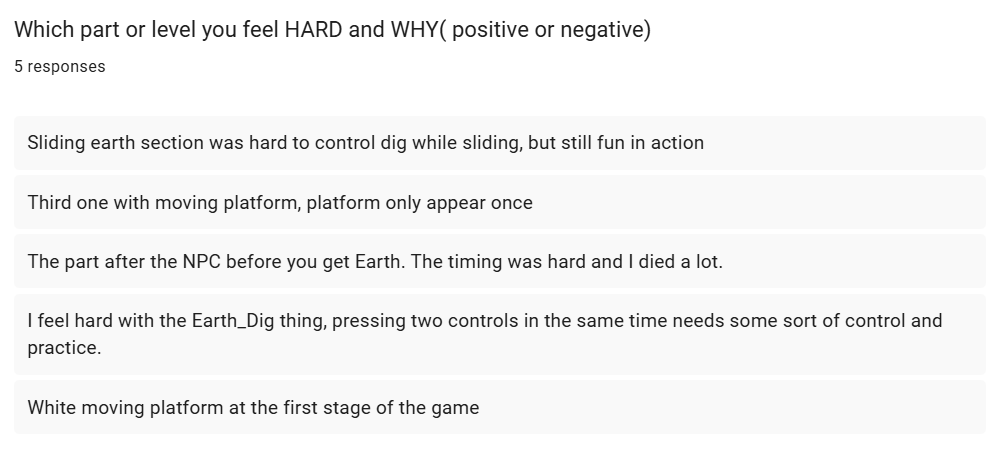 Which part or level you feel HARD and WHY( positive or negative)
5 responses
Sliding earth section was hard to control dig while sliding, but still fun in action
Third one with moving platform, platform only appear once
The part after the NPC before you get Earth. The timing was hard and I died a lot.
I feel hard with the Earth_Dig thing, pressing two controls in the same time needs some sort of control and
practice.
White moving platform at the first stage of the game